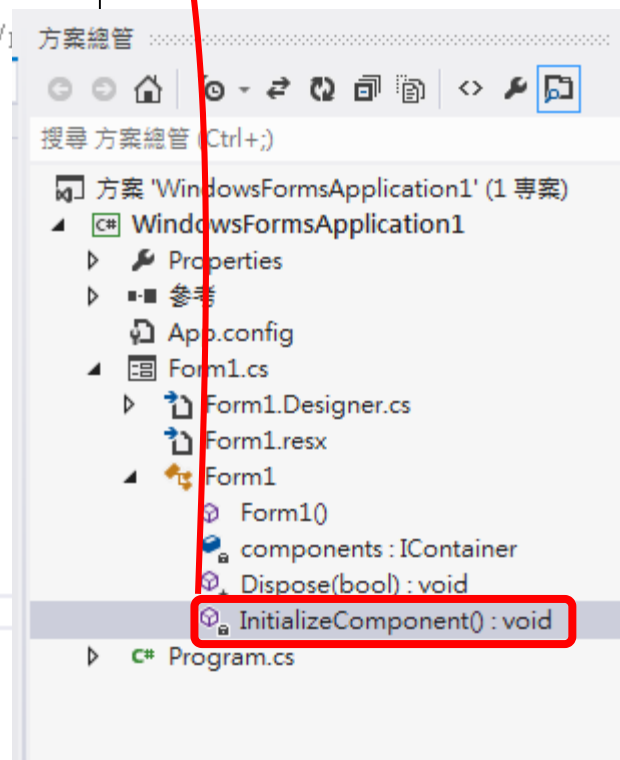 方案總管
搜尋 方案總管 (Ctrl+;)
方案 'WindowsFormsApplication1' (1 專案)
C# WindowsFormsApplication1
Properties
參考
App.config
Form1.cs
Form1.Designer.cs
Form1.resx
Form1
Form1()
components : IContainer
Dispose(bool) : void
InitializeComponent() : void
C# Program.cs